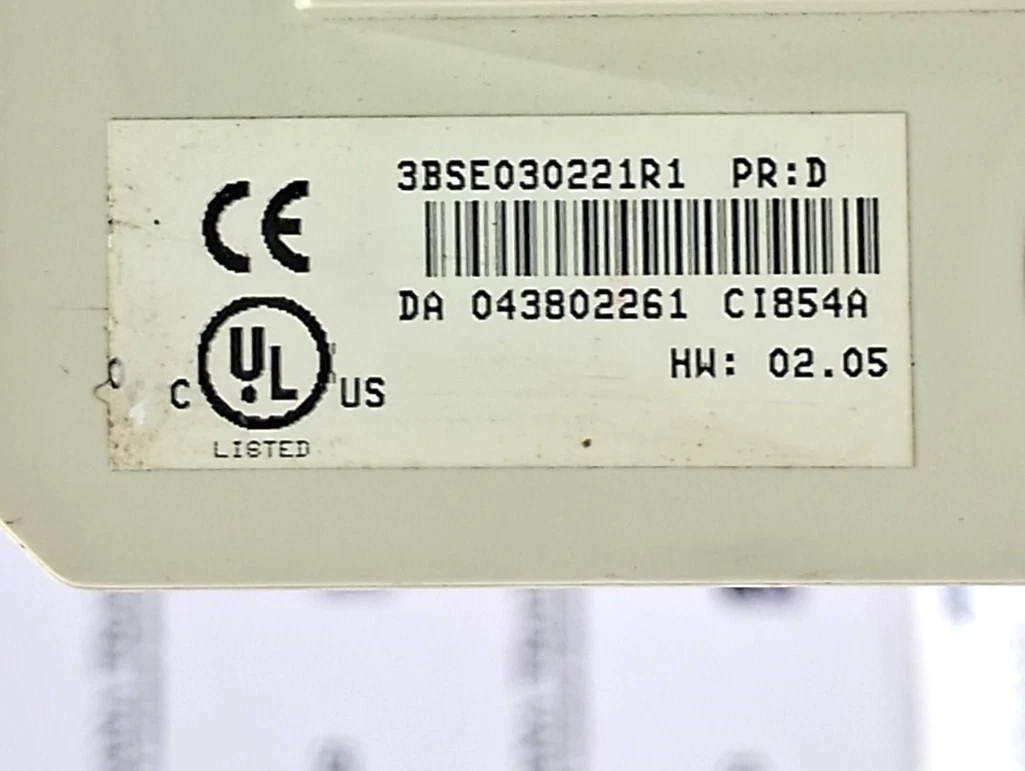 3BSE030221R1 PR:D
DA 043802261 CI854A
HW: 02.05
CE
C UL US
LISTED